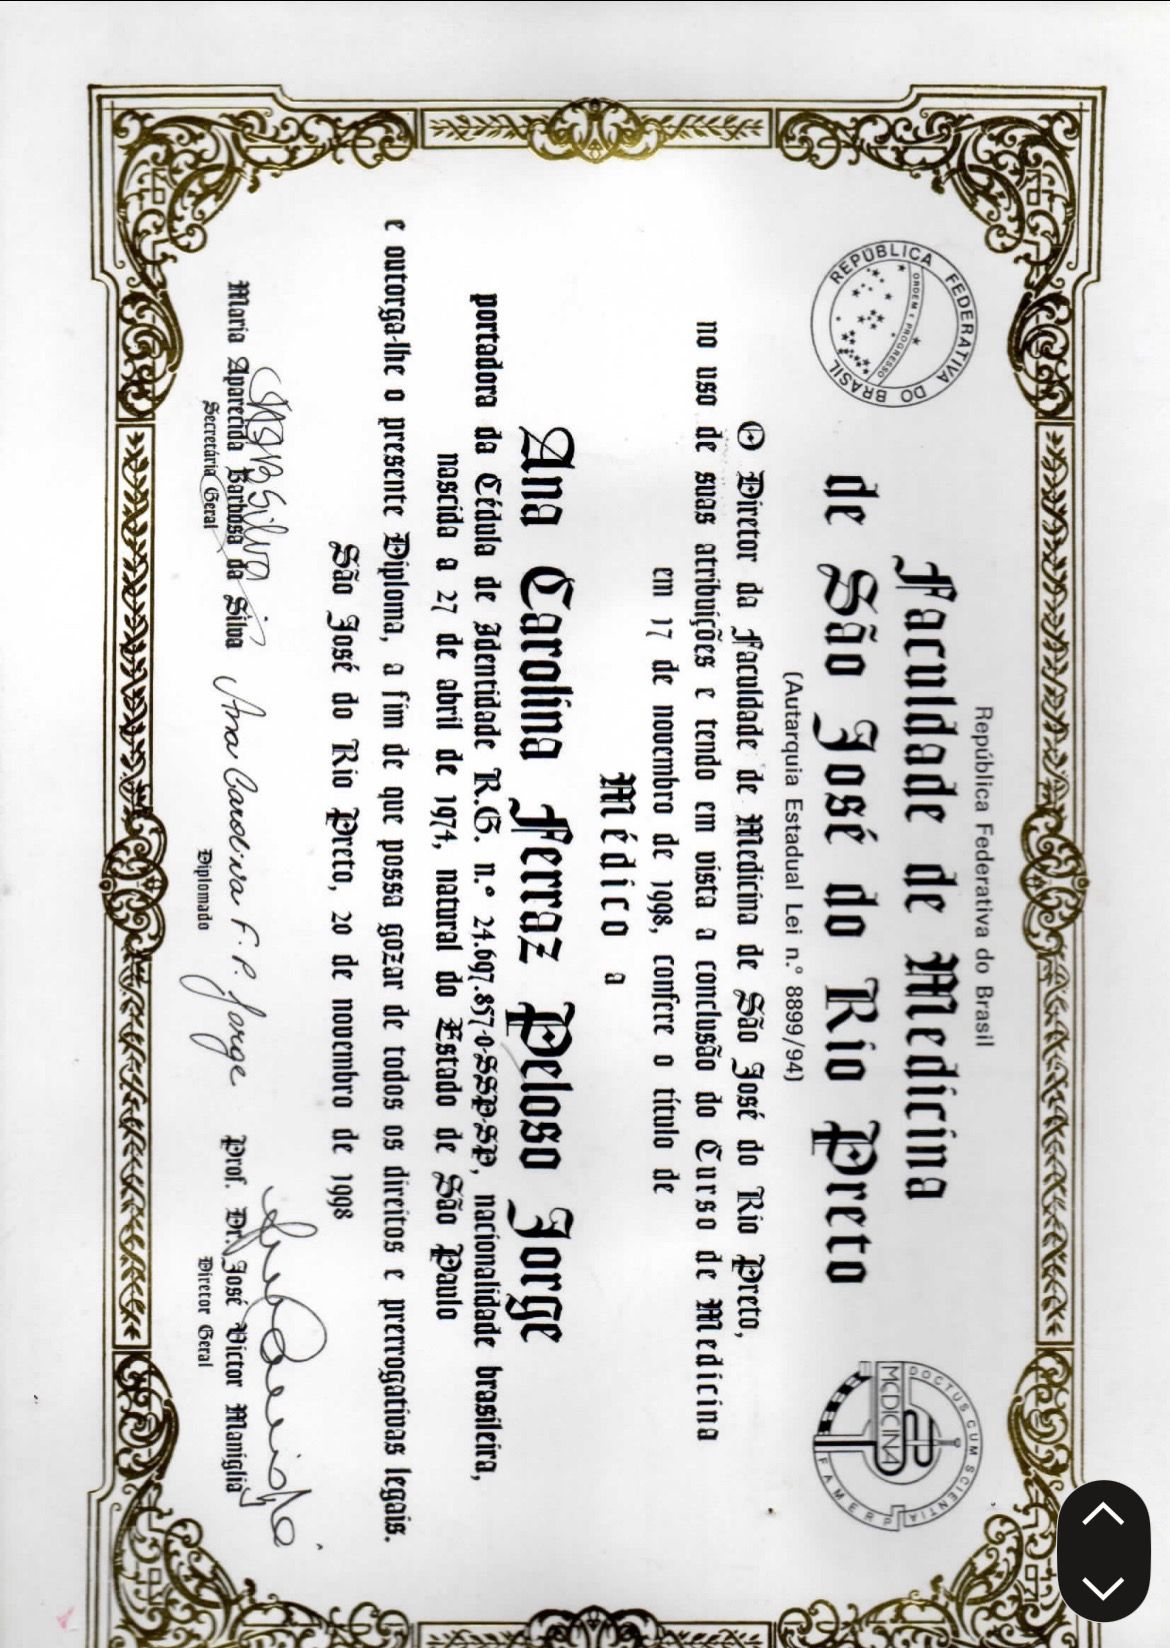 República Federativa do Brasil
REPÚBLICA FEDERATIVA DO BRASIL
ORDEM E PROGRESSO
Faculdade de Medicina
de São José do Rio Preto
DOCTUS CUM SCIENTIA
MEDICINA
FAMERP
(Autarquia Estadual Lei n.º 8899/94)
O Diretor da Faculdade de Medicina de São José do Rio Preto,
no uso de suas atribuições e tendo em vista a conclusão do Curso de Medicina
em 17 de novembro de 1998, confere o título de
Médico a
Ana Carolina Ferraz Peloso Jorge
portadora da Cédula de Identidade R.G. n.º 24.697.857-0-SSP-SP, nacionalidade brasileira,
nascida a 27 de abril de 1974, natural do Estado de São Paulo
e outorga-lhe o presente Diploma, a fim de que possa gozar de todos os direitos e prerrogativas legais.
São José do Rio Preto, 20 de novembro de 1998
Maria Aparecida Barbosa da Silva
Secretária Geral
Ana Carolina F. P. Jorge
Diplomado
Prof. Dr. José Victor Maniglia
Diretor Geral